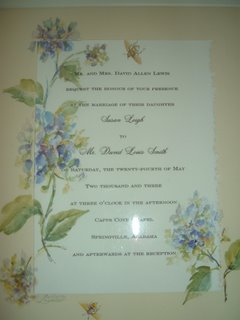 Mr. and Mrs. David Allen Lewis
request the honour of your presence
at the marriage of their daughter
Susan Leigh
to
Mr. David Lewis Smith
on Saturday, the twenty-fourth of May
Two thousand and three
at three o'clock in the afternoon
Capps Cove Chapel
Springville, Alabama
and afterwards at the reception